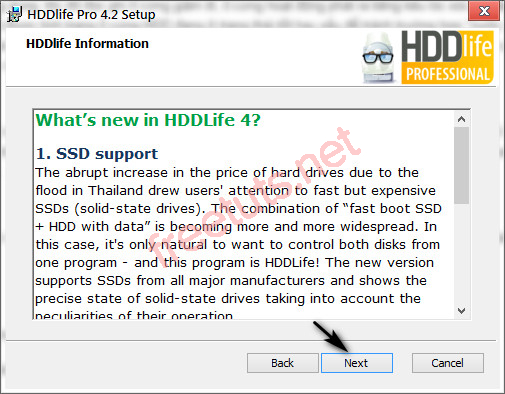 HDDlife Pro 4.2 Setup
HDDlife Information
HDDlife
PROFESSIONAL
What's new in HDDLife 4?
1. SSD support
The abrupt increase in the price of hard drives due to the
flood in Thailand drew users' attention to fast but expensive
SSDs (solid-state drives). The combination of "fast boot SSD
+ HDD with data" is becoming more and more widespread. In
this case, it's only natural to want to control both disks from
one program - and this program is HDDLife! The new version
supports SSDs from all major manufacturers and shows the
precise state of solid-state drives taking into account the
peculiarities of their operation.
freetuts.net
Back
Next
Cancel